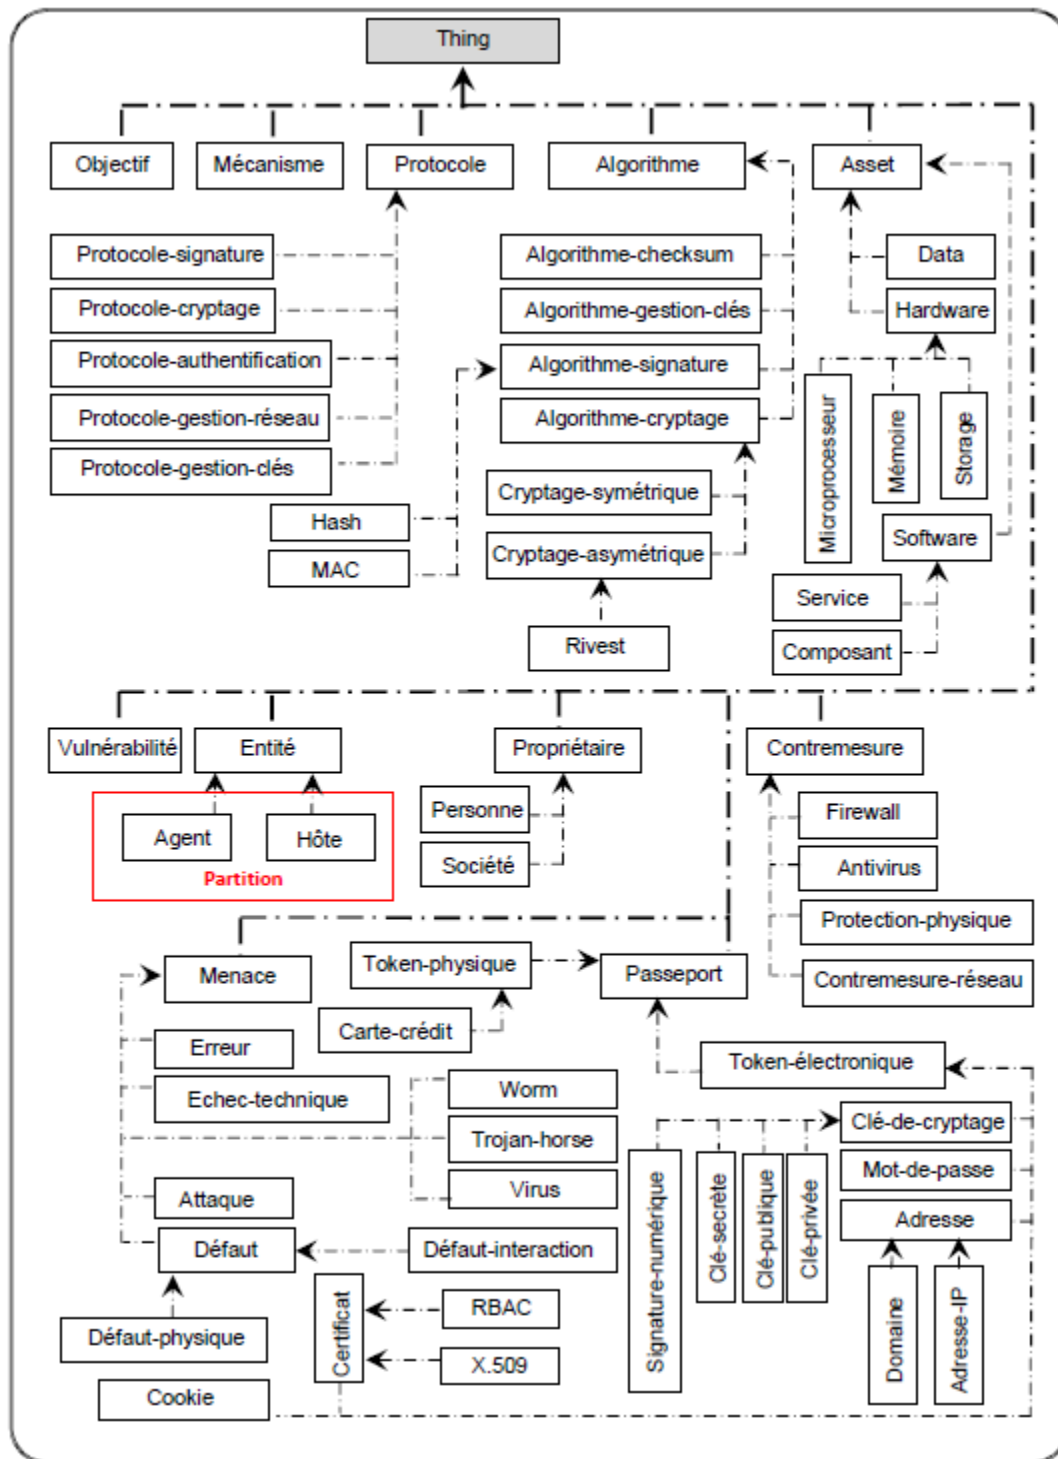 Thing
Objectif
Mécanisme
Protocole
Algorithme
Asset
Protocole-signature
Protocole-cryptage
Protocole-authentification
Protocole-gestion-réseau
Protocole-gestion-clés
Algorithme-checksum
Algorithme-gestion-clés
Algorithme-signature
Algorithme-cryptage
Data
Hardware
Microprocesseur
Mémoire
Storage
Hash
MAC
Cryptage-symétrique
Cryptage-asymétrique
Rivest
Software
Service
Composant
Vulnérabilité
Entité
Propriétaire
Contremesure
Agent
Hôte
Partition
Personne
Société
Firewall
Antivirus
Protection-physique
Contremesure-réseau
Menace
Token-physique
Passeport
Carte-crédit
Erreur
Echec-technique
Worm
Trojan-horse
Virus
Attaque
Défaut
Défaut-interaction
Défaut-physique
Token-électronique
Clé-de-cryptage
Mot-de-passe
Adresse
Signature-numérique
Clé-secrète
Clé-publique
Clé-privée
Domaine
Adresse-IP
Certificat
RBAC
X.509
Cookie